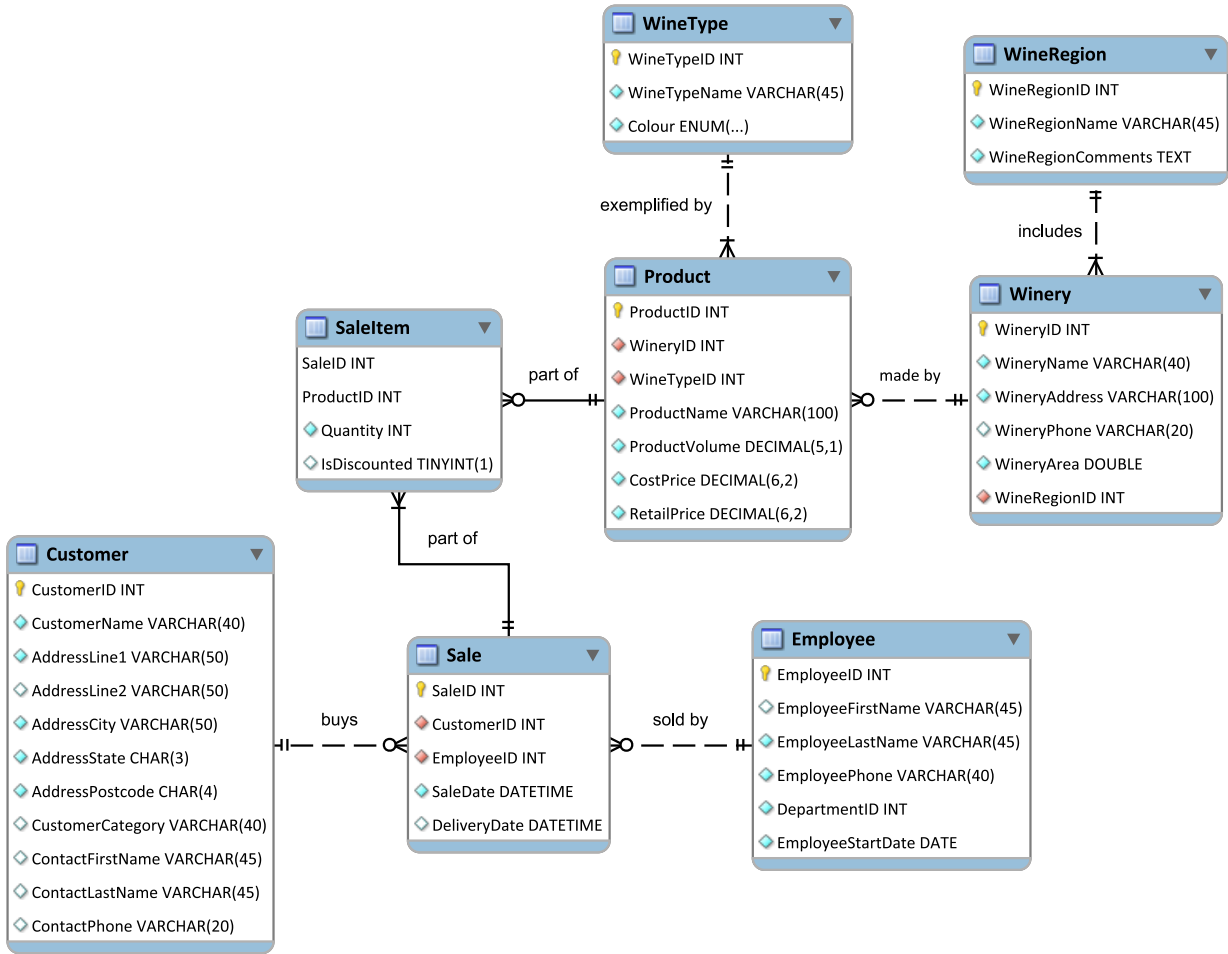 WineType
WineTypeID INT
WineTypeName VARCHAR(45)
Colour ENUM(...)
WineRegion
WineRegionID INT
WineRegionName VARCHAR(45)
WineRegionComments TEXT
exemplified by
includes
Product
ProductID INT
WineryID INT
WineTypeID INT
ProductName VARCHAR(100)
ProductVolume DECIMAL(5,1)
CostPrice DECIMAL(6,2)
RetailPrice DECIMAL(6,2)
Winery
WineryID INT
WineryName VARCHAR(40)
WineryAddress VARCHAR(100)
WineryPhone VARCHAR(20)
WineryArea DOUBLE
WineRegionID INT
made by
SaleItem
SaleID INT
ProductID INT
Quantity INT
IsDiscounted TINYINT(1)
part of
part of
Customer
CustomerID INT
CustomerName VARCHAR(40)
AddressLine1 VARCHAR(50)
AddressLine2 VARCHAR(50)
AddressCity VARCHAR(50)
AddressState CHAR(3)
AddressPostcode CHAR(4)
CustomerCategory VARCHAR(40)
ContactFirstName VARCHAR(45)
ContactLastName VARCHAR(45)
ContactPhone VARCHAR(20)
buys
Sale
SaleID INT
CustomerID INT
EmployeeID INT
SaleDate DATETIME
DeliveryDate DATETIME
sold by
Employee
EmployeeID INT
EmployeeFirstName VARCHAR(45)
EmployeeLastName VARCHAR(45)
EmployeePhone VARCHAR(40)
DepartmentID INT
EmployeeStartDate DATE